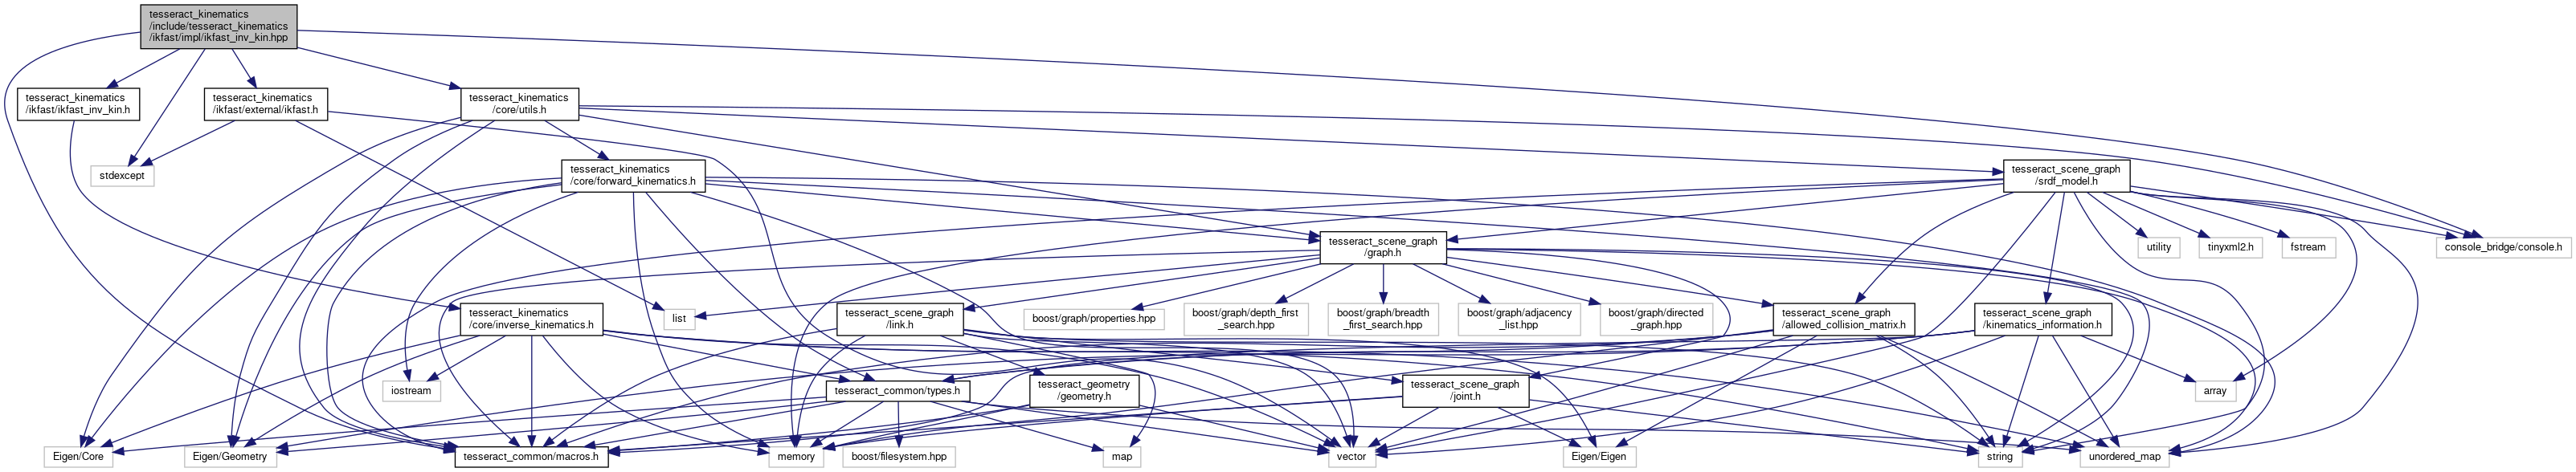 tesseract_kinematics
/include/tesseract_kinematics
/ikfast/impl/ikfast_inv_kin.hpp
tesseract_kinematics
/ikfast/ikfast_inv_kin.h
tesseract_kinematics
/ikfast/external/ikfast.h
tesseract_kinematics
/core/utils.h
stdexcept
tesseract_kinematics
/core/forward_kinematics.h
tesseract_scene_graph
/srdf_model.h
tesseract_scene_graph
/graph.h
utility
tinyxml2.h
fstream
console_bridge/console.h
tesseract_kinematics
/core/inverse_kinematics.h
list
tesseract_scene_graph
/link.h
boost/graph/properties.hpp
boost/graph/depth_first
_search.hpp
boost/graph/breadth
_first_search.hpp
boost/graph/adjacency
_list.hpp
boost/graph/directed
_graph.hpp
tesseract_scene_graph
/allowed_collision_matrix.h
tesseract_scene_graph
/kinematics_information.h
iostream
tesseract_common/types.h
tesseract_geometry
/geometry.h
tesseract_scene_graph
/joint.h
array
Eigen/Core
Eigen/Geometry
tesseract_common/macros.h
memory
boost/filesystem.hpp
map
vector
Eigen/Eigen
string
unordered_map